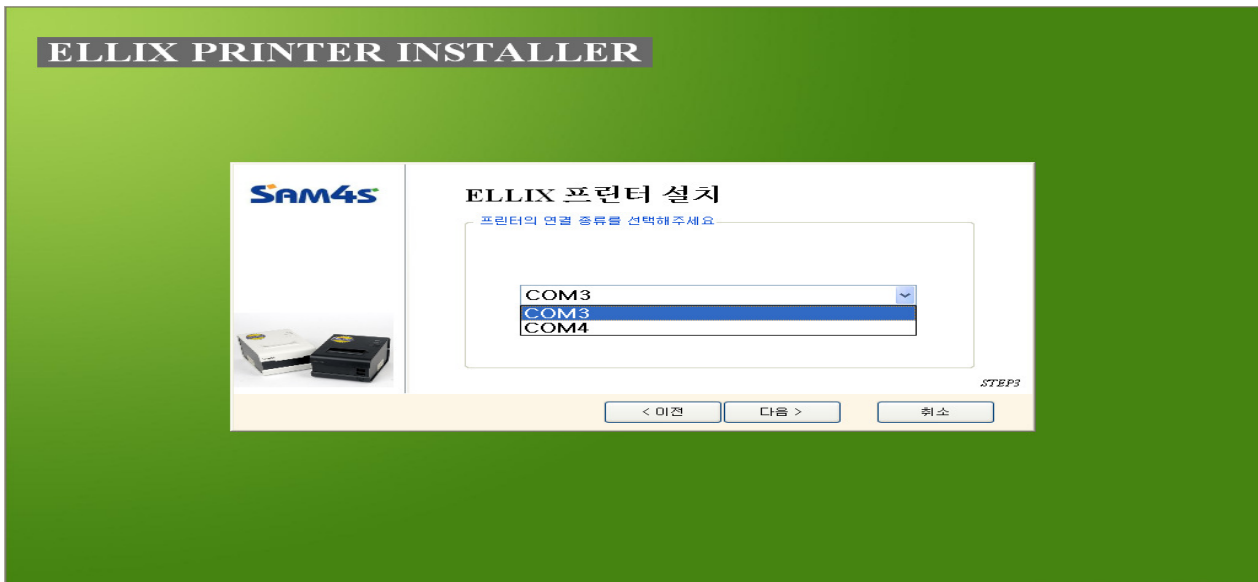 ELLIX PRINTER INSTALLER
SAM4S
ELLIX 프린터 설치
프린터의 연결 종류를 선택해주세요
COM3
COM3
COM4
STEP3
< 이전
다음 >
취소